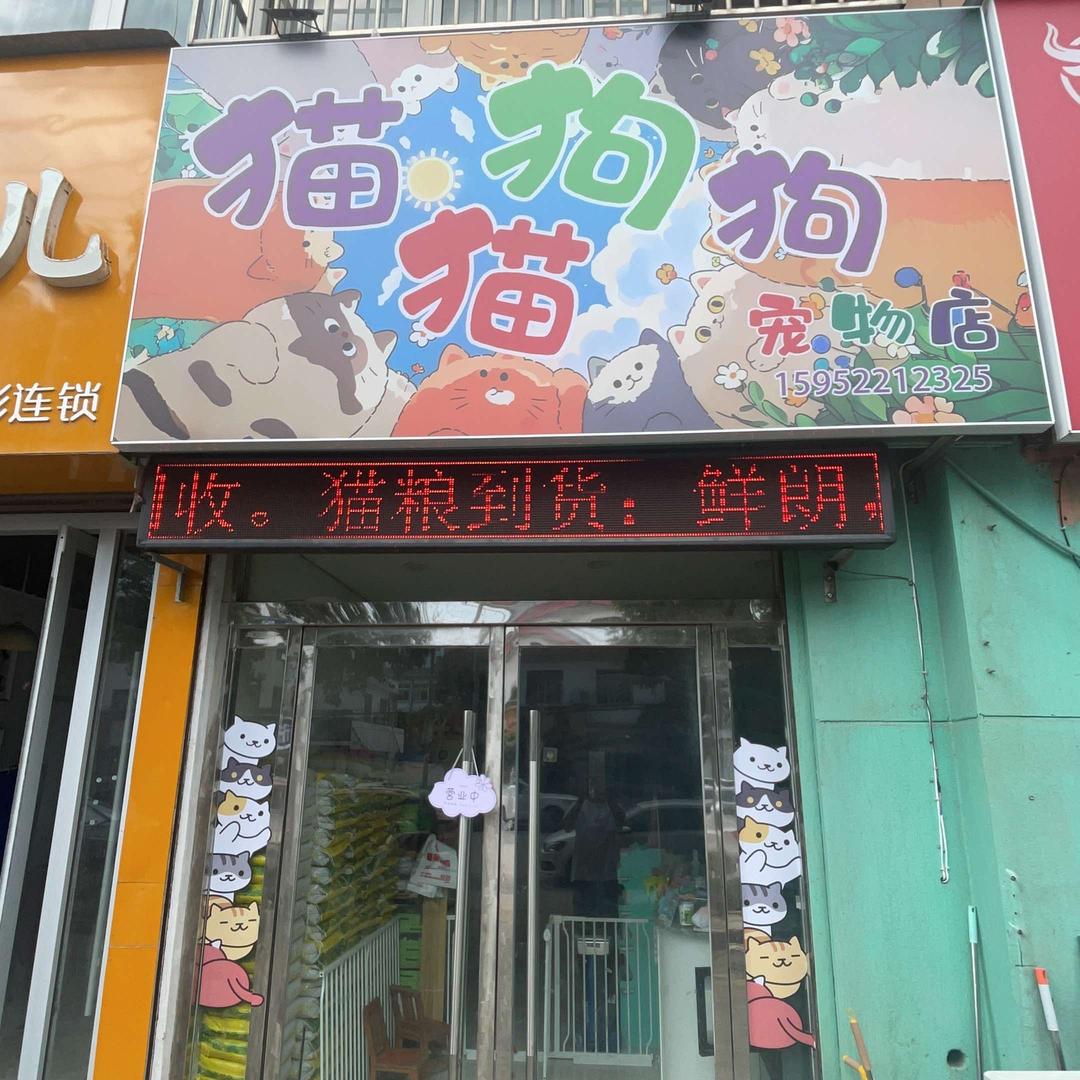 猫猫狗狗
宠物店
15952212325
收。猫粮到货：鲜朗
营业中
儿
连锁